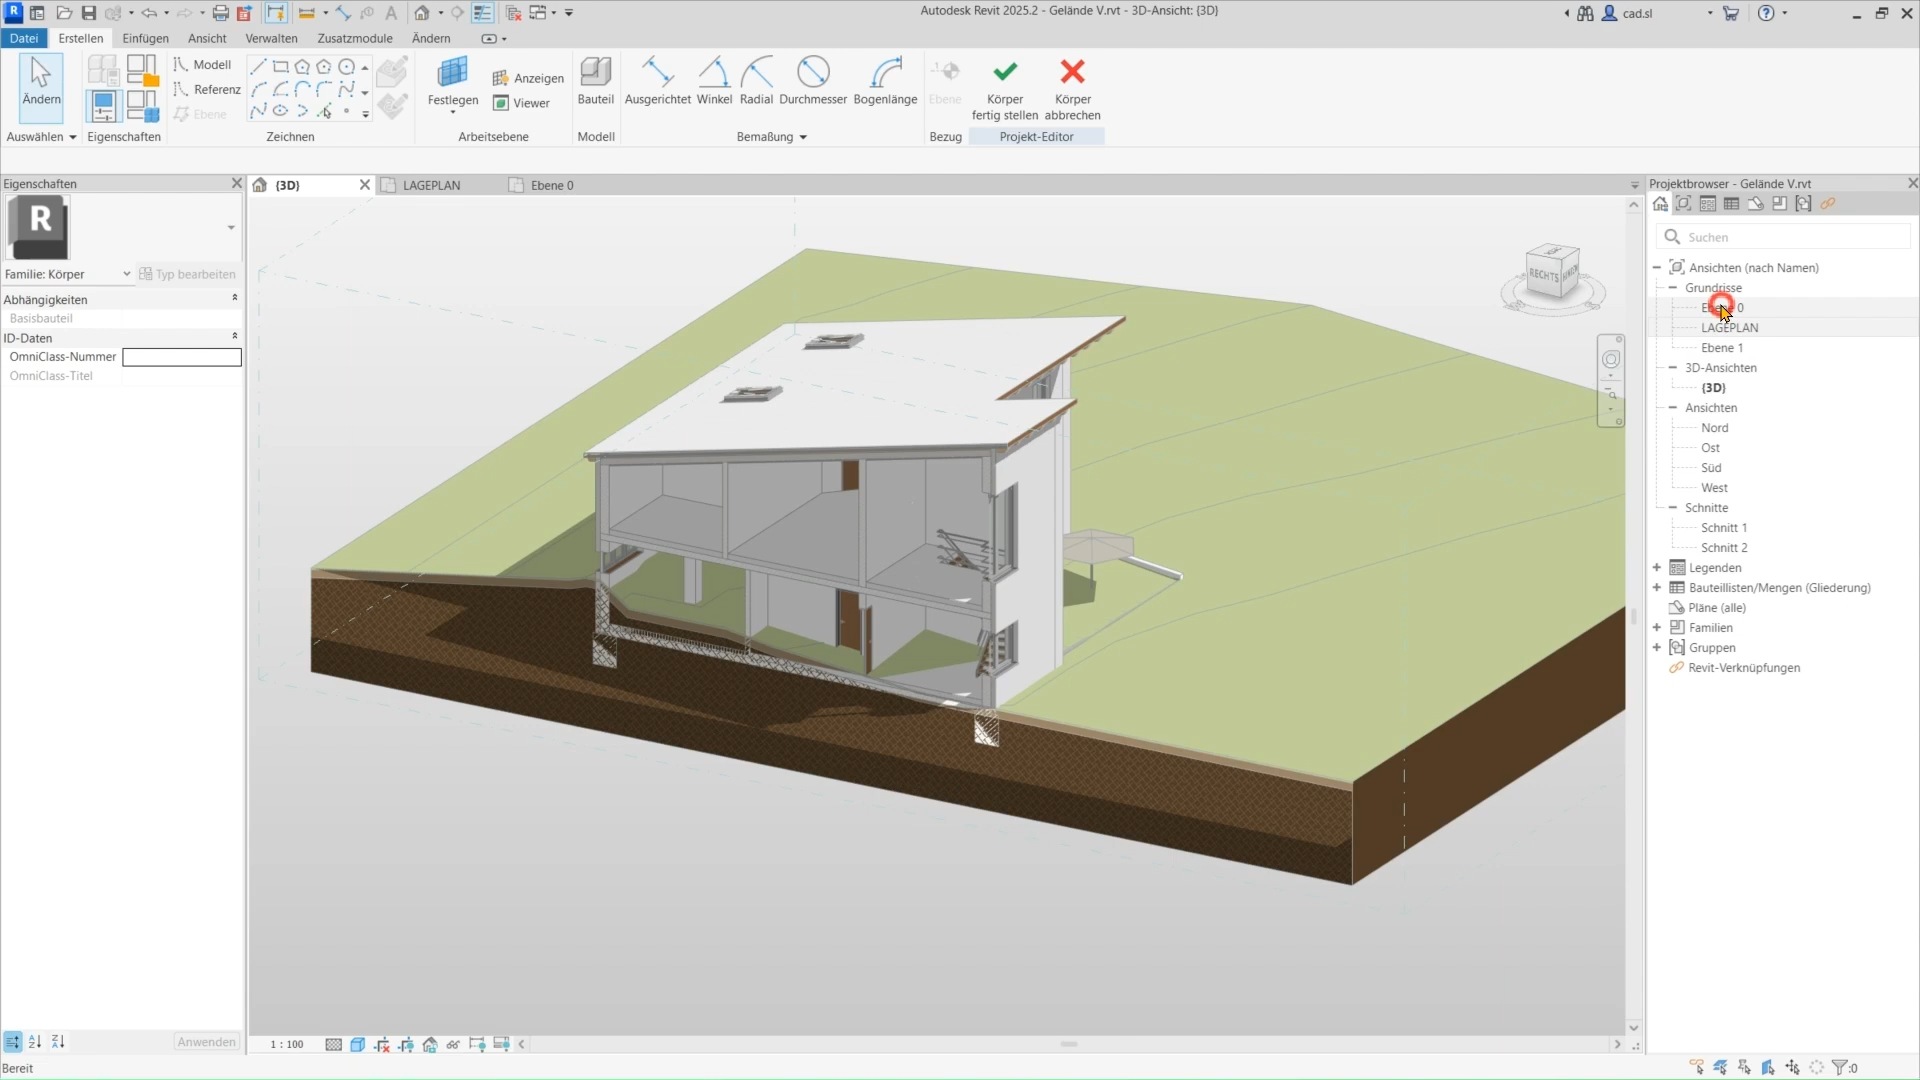 Autodesk Revit 2025.2 - Gelände V.rvt - 3D-Ansicht: {3D}
cad.sl
Datei Erstellen Einfügen Ansicht Verwalten Zusatzmodule Ändern
Ändern
Modell
Referenz
Ebene
Festlegen
Anzeigen
Viewer
Bauteil
Ausgerichtet Winkel Radial Durchmesser Bogenlänge
Ebene
Körper fertig stellen
Körper abbrechen
Auswählen Eigenschaften Zeichnen Arbeitsebene Modell Bemaßung Bezug Projekt-Editor
Eigenschaften
{3D} LAGEPLAN Ebene 0
Projektbrowser - Gelände V.rvt
R
Familie: Körper
Typ bearbeiten
Abhängigkeiten
Basisbauteil
ID-Daten
OmniClass-Nummer
OmniClass-Titel
RECHTS
Suchen
Ansichten (nach Namen)
Grundrisse
Ebene 0
LAGEPLAN
Ebene 1
3D-Ansichten
{3D}
Ansichten
Nord
Ost
Süd
West
Schnitte
Schnitt 1
Schnitt 2
Legenden
Bauteillisten/Mengen (Gliederung)
Pläne (alle)
Familien
Gruppen
Revit-Verknüpfungen
Anwenden
1 : 100
Bereit
:0